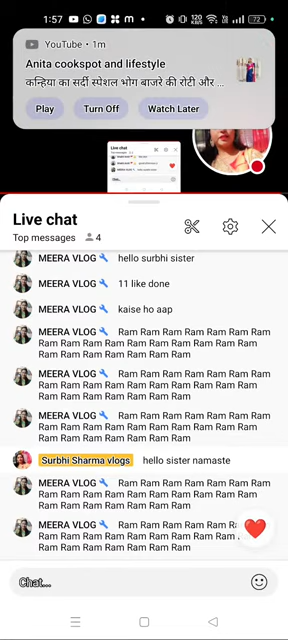 1:57
72
YouTube • 1m
Anita cookspot and lifestyle
कन्हिया का सर्दी स्पेशल भोग बाजरे की रोटी और ...
Play Turn Off Watch Later
Live chat
Live chat
Top messages 4
MEERA VLOG hello surbhi sister
MEERA VLOG 11 like done
MEERA VLOG kaise ho aap
MEERA VLOG Ram Ram Ram Ram Ram Ram Ram
Ram Ram Ram Ram Ram Ram Ram Ram Ram Ram
Ram Ram Ram Ram Ram Ram Ram
MEERA VLOG Ram Ram Ram Ram Ram Ram Ram
Ram Ram Ram Ram Ram Ram Ram Ram Ram Ram
Ram Ram Ram Ram Ram Ram Ram
MEERA VLOG Ram Ram Ram Ram Ram Ram Ram
Ram Ram Ram Ram Ram Ram Ram Ram Ram Ram
Ram Ram Ram Ram Ram Ram Ram
Surbhi Sharma vlogs hello sister namaste
MEERA VLOG Ram Ram Ram Ram Ram Ram Ram
Ram Ram Ram Ram Ram Ram Ram Ram Ram Ram
Ram Ram Ram Ram Ram Ram Ram
MEERA VLOG Ram Ram Ram Ram Ram
Ram Ram Ram Ram Ram Ram Ram Ram Ram
Ram Ram Ram Ram Ram Ram Ram
Chat...